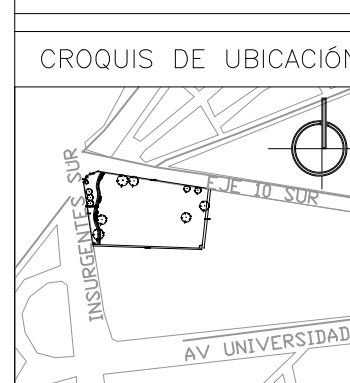 CROQUIS DE UBICACIÓN
EJE 10 SUR
INSURGENTES SUR
AV UNIVERSIDAD